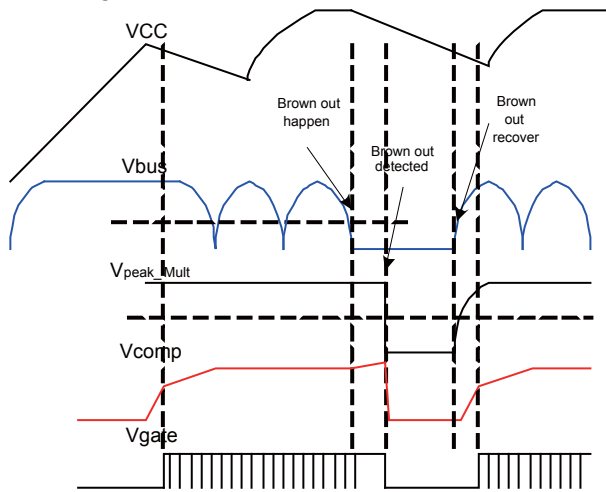 VCC
Brown out
happen
Brown
out
recover
Brown out
detected
Vbus
Vpeak_Mult
Vcomp
Vgate